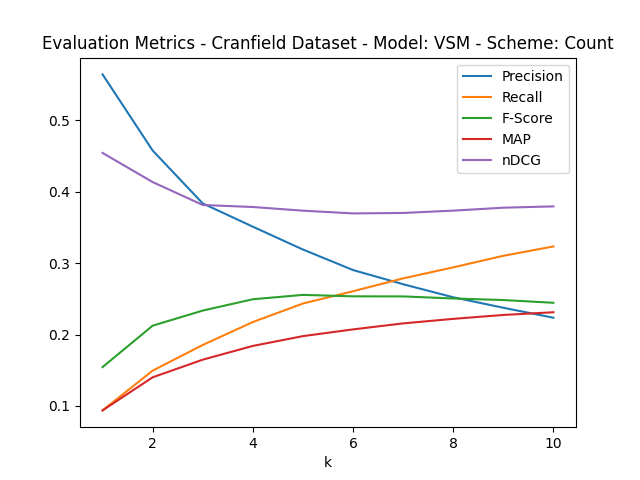 Evaluation Metrics - Cranfield Dataset - Model: VSM - Scheme: Count
Precision
Recall
F-Score
MAP
nDCG
0.5
0.4
0.3
0.2
0.1
2
4
6
8
10
k